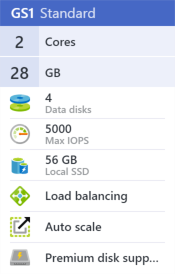 GS1 Standard
2 Cores
28 GB
4
Data disks
5000
Max IOPS
56 GB
Local SSD
Load balancing
Auto scale
Premium disk supp...